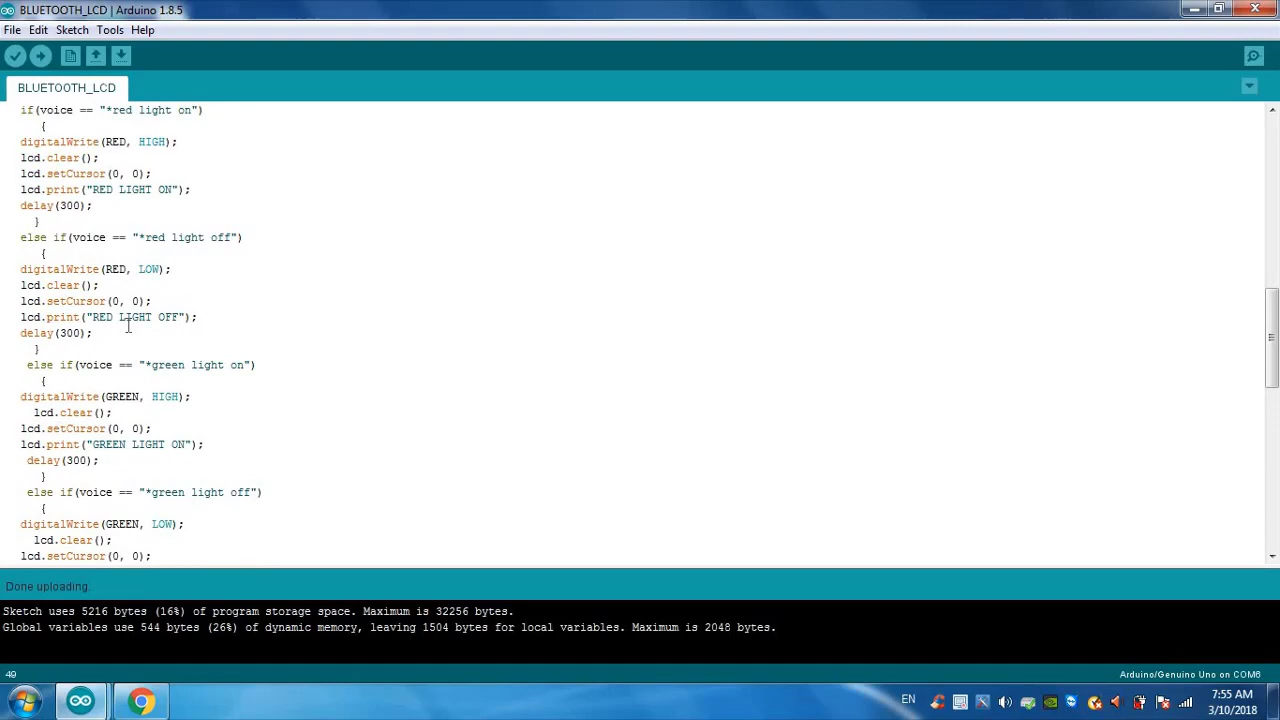 BLUETOOTH_LCD | Arduino 1.8.5
File Edit Sketch Tools Help
BLUETOOTH_LCD
if(voice == "*red light on")
{
digitalWrite(RED, HIGH);
lcd.clear();
lcd.setCursor(0, 0);
lcd.print("RED LIGHT ON");
delay(300);
}
else if(voice == "*red light off")
{
digitalWrite(RED, LOW);
lcd.clear();
lcd.setCursor(0, 0);
lcd.print("RED LIGHT OFF");
delay(300);
}
else if(voice == "*green light on")
{
digitalWrite(GREEN, HIGH);
lcd.clear();
lcd.setCursor(0, 0);
lcd.print("GREEN LIGHT ON");
delay(300);
}
else if(voice == "*green light off")
{
digitalWrite(GREEN, LOW);
lcd.clear();
lcd.setCursor(0, 0);
Done uploading.
Sketch uses 5216 bytes (16%) of program storage space. Maximum is 32256 bytes.
Global variables use 544 bytes (26%) of dynamic memory, leaving 1504 bytes for local variables. Maximum is 2048 bytes.
49 Arduino/Genuino Uno on COM6
EN 7:55 AM
3/10/2018